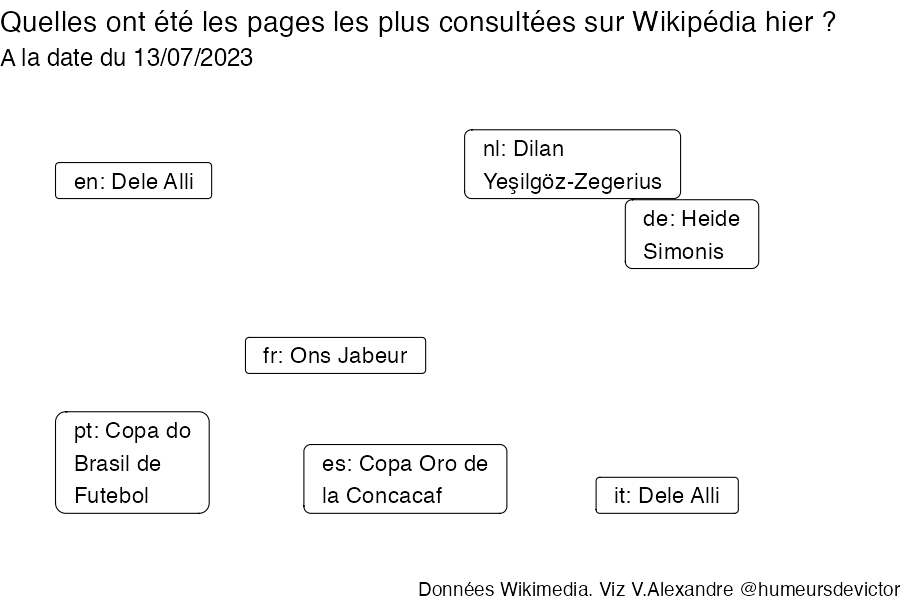 Quelles ont été les pages les plus consultées sur Wikipédia hier ?
A la date du 13/07/2023
en: Dele Alli
nl: Dilan
Yeşilgöz-Zegerius
de: Heide
Simonis
fr: Ons Jabeur
pt: Copa do
Brasil de
Futebol
es: Copa Oro de
la Concacaf
it: Dele Alli
Données Wikimedia. Viz V.Alexandre @humeursdevictor